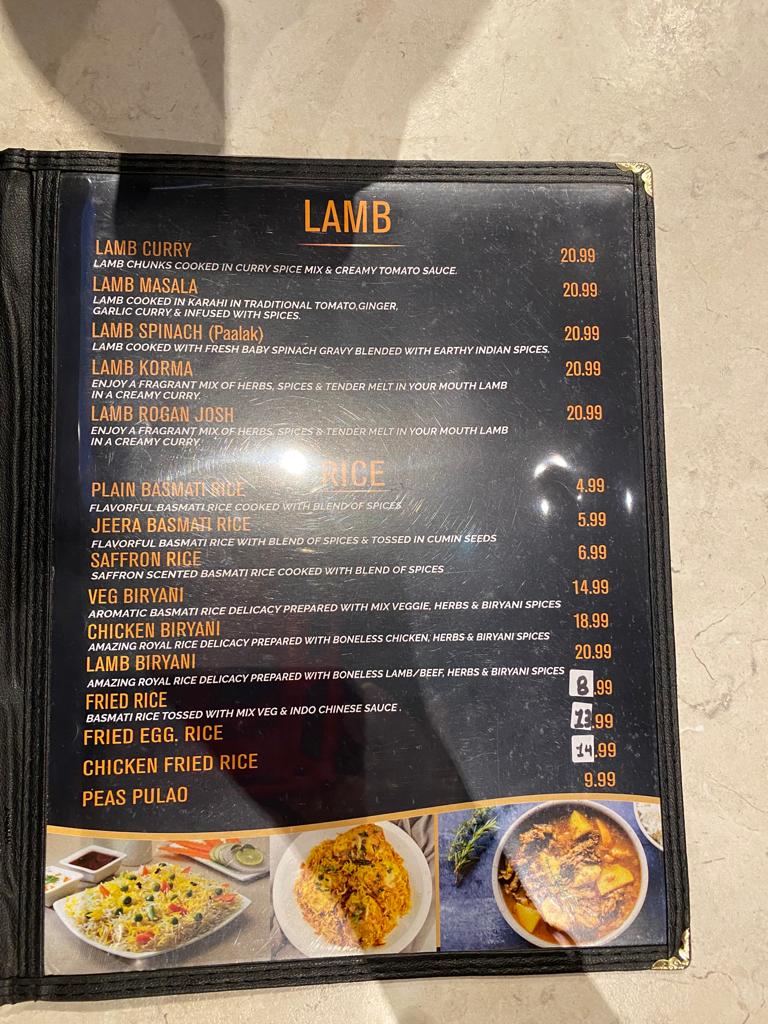 LAMB
LAMB CURRY 20.99
LAMB CHUNKS COOKED IN CURRY SPICE MIX & CREAMY TOMATO SAUCE.
LAMB MASALA 20.99
LAMB COOKED IN KARAHI IN TRADITIONAL TOMATO,GINGER,
GARLIC CURRY & INFUSED WITH SPICES.
LAMB SPINACH (Paalak) 20.99
LAMB COOKED WITH FRESH BABY SPINACH GRAVY BLENDED WITH EARTHY INDIAN SPICES.
LAMB KORMA 20.99
ENJOY A FRAGRANT MIX OF HERBS, SPICES & TENDER MELT IN YOUR MOUTH LAMB
IN A CREAMY CURRY.
LAMB ROGAN JOSH 20.99
ENJOY A FRAGRANT MIX OF HERBS, SPICES & TENDER MELT IN YOUR MOUTH LAMB
IN A CREAMY CURRY.
RICE
PLAIN BASMATI RICE 4.99
FLAVORFUL BASMATI RICE COOKED WITH BLEND OF SPICES
JEERA BASMATI RICE 5.99
FLAVORFUL BASMATI RICE WITH BLEND OF SPICES & TOSSED IN CUMIN SEEDS
SAFFRON RICE 6.99
SAFFRON SCENTED BASMATI RICE COOKED WITH BLEND OF SPICES
VEG BIRYANI 14.99
AROMATIC BASMATI RICE DELICACY PREPARED WITH MIX VEGGIE, HERBS & BIRYANI SPICES
CHICKEN BIRYANI 18.99
AMAZING ROYAL RICE DELICACY PREPARED WITH BONELESS CHICKEN, HERBS & BIRYANI SPICES
LAMB BIRYANI 20.99
AMAZING ROYAL RICE DELICACY PREPARED WITH BONELESS LAMB/BEEF, HERBS & BIRYANI SPICES
FRIED RICE 8.99
BASMATI RICE TOSSED WITH MIX VEG & INDO CHINESE SAUCE .
FRIED EGG. RICE 13.99
CHICKEN FRIED RICE 14.99
PEAS PULAO 9.99